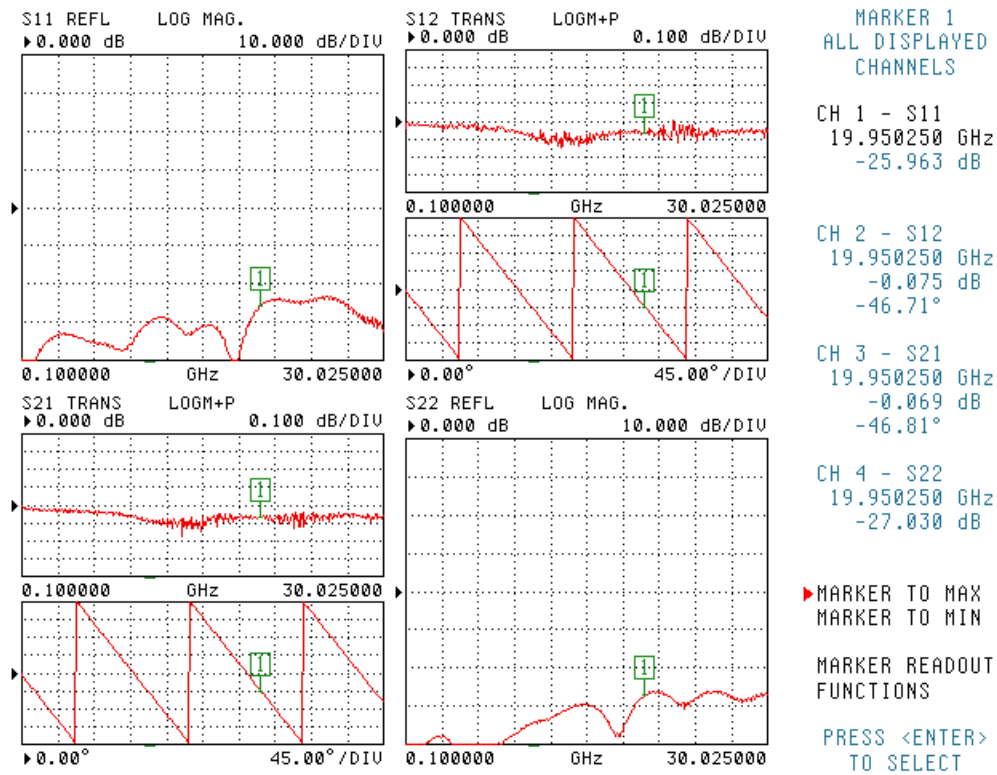 S11 REFL LOG MAG.
▶0.000 dB 10.000 dB/DIV
1
0.100000 GHz 30.025000
S12 TRANS LOGM+P
▶0.000 dB 0.100 dB/DIV
1
0.100000 GHz 30.025000
1
▶0.00° 45.00°/DIV
S21 TRANS LOGM+P
▶0.000 dB 0.100 dB/DIV
1
0.100000 GHz 30.025000
1
▶0.00° 45.00°/DIV
S22 REFL LOG MAG.
▶0.000 dB 10.000 dB/DIV
1
0.100000 GHz 30.025000
MARKER 1
ALL DISPLAYED
CHANNELS
CH 1 - S11
19.950250 GHz
-25.963 dB
CH 2 - S12
19.950250 GHz
-0.075 dB
-46.71°
CH 3 - S21
19.950250 GHz
-0.069 dB
-46.81°
CH 4 - S22
19.950250 GHz
-27.030 dB
▶MARKER TO MAX
MARKER TO MIN
MARKER READOUT
FUNCTIONS
PRESS <ENTER>
TO SELECT